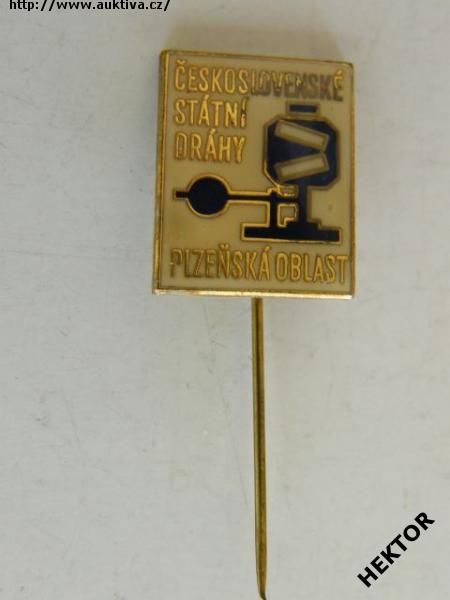 http://www.auktiva.cz/
ČESKOSLOVENSKÉ
STÁTNÍ
DRÁHY
PLZEŇSKÁ OBLAST
HEKTOR